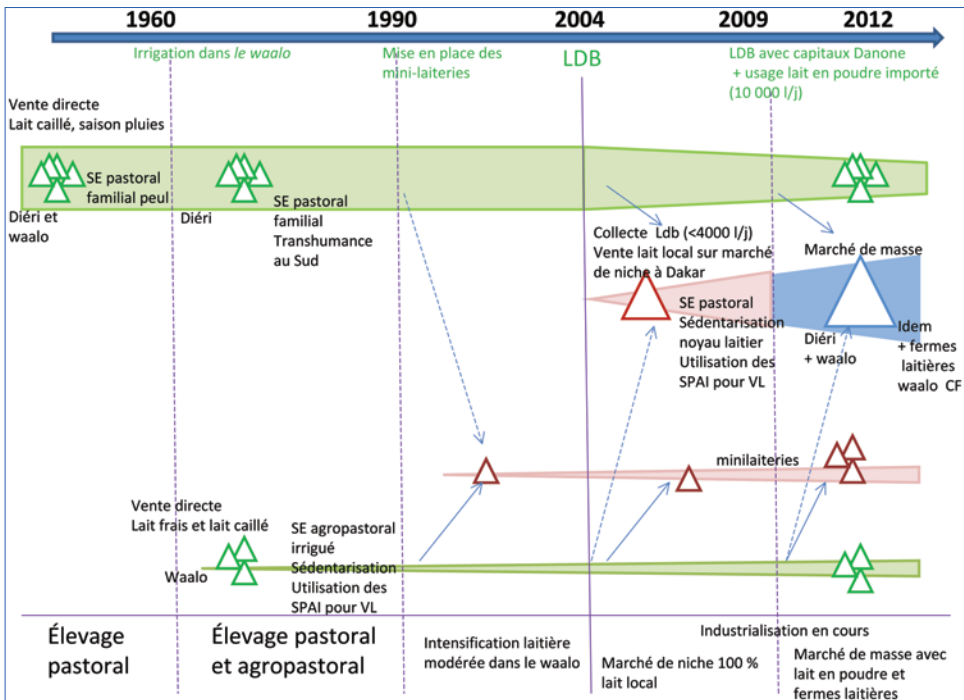 1960
1990
2004
2009
2012
Irrigation dans le waalo
Mise en place des
mini-laiteries
LDB
LDB avec capitaux Danone
+ usage lait en poudre importé
(10 000 l/j)
Vente directe
Lait caillé, saison pluies
SE pastoral
familial peul
Diéri et
waalo
Diéri
SE pastoral
familial
Transhumance
au Sud
Collecte Ldb (<4000 l/j)
Vente lait local sur marché
de niche à Dakar
Marché de masse
SE pastoral
Sédentarisation
noyau laitier
Utilisation des
SPAI pour VL
Diéri
+ waalo
Idem
+ fermes
laitières
waalo CF
minilaiteries
Vente directe
Lait frais et lait caillé
Waalo
SE agropastoral
irrigué
Sédentarisation
Utilisation des
SPAI pour VL
Élevage
pastoral
Élevage pastoral
et agropastoral
Intensification laitière
modérée dans le waalo
Industrialisation en cours
Marché de niche 100 %
lait local
Marché de masse avec
lait en poudre et
fermes laitières